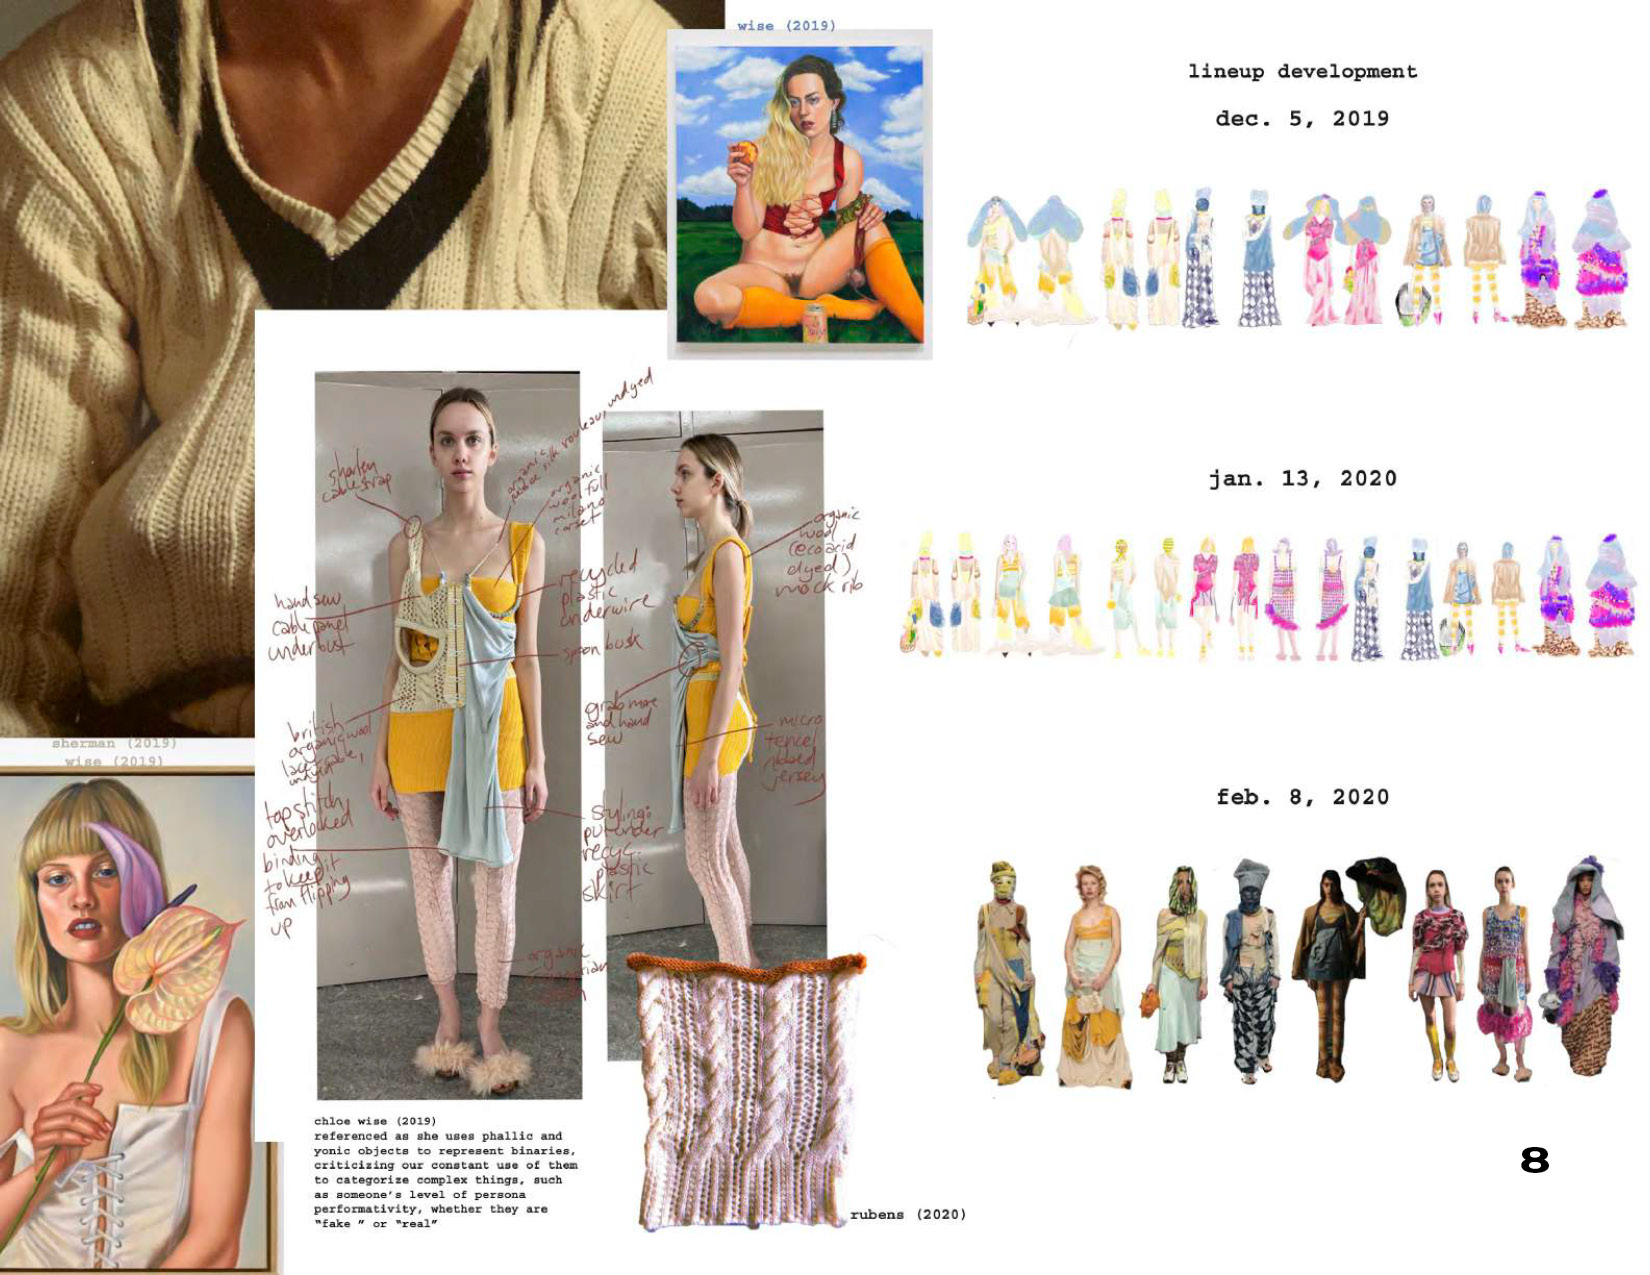 wise (2019)
lineup development
dec. 5, 2019
jan. 13, 2020
feb. 8, 2020
sherman (2019)
wise (2019)
cable strap
organic
silk rouleau, undyed
organic
wool full
milano
corset
organic
wool
(eco acid
dyed)
mock rib
hand sew
cable panel
underbust
recycled
plastic
underwire
spoon busk
grab more
and hand
sew
british
organic wool
lace cable,
undyed
micro
tencel
ribbed
jersey
top stitch
overlocked
binding
to keep it
from flipping
up
styling:
put under
recyc.
plastic
skirt
organic
chloe wise (2019)
referenced as she uses phallic and
yonic objects to represent binaries,
criticizing our constant use of them
to categorize complex things, such
as someone's level of persona
performativity, whether they are
"fake " or "real"
rubens (2020)
8